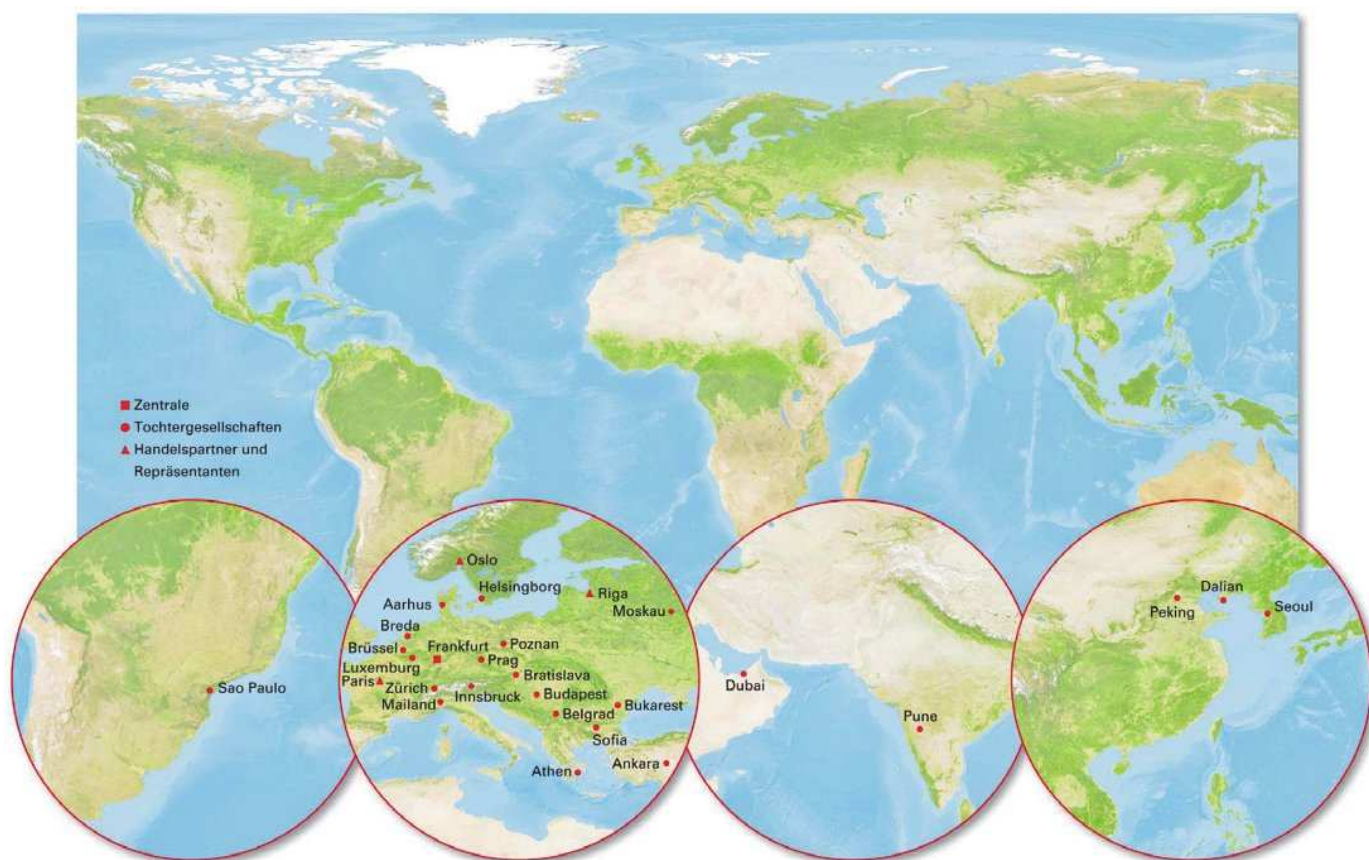 Zentrale
Tochtergesellschaften
Handelspartner und
Repräsentanten
Sao Paulo
Oslo
Helsingborg
Riga
Aarhus
Moskau
Breda
Brüssel
Frankfurt
Poznan
Luxemburg
Prag
Paris
Zürich
Innsbruck
Bratislava
Mailand
Budapest
Bukarest
Belgrad
Sofia
Athen
Ankara
Dubai
Pune
Peking
Dalian
Seoul